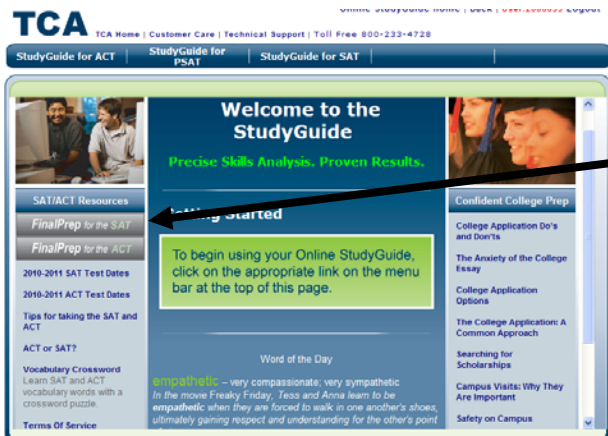 Online StudyGuide Home | Back | User:2000099 Logout
TCA TCA Home | Customer Care | Technical Support | Toll Free 800-233-4728
StudyGuide for ACT
StudyGuide for
PSAT
StudyGuide for SAT
Welcome to the
StudyGuide
Precise Skills Analysis. Proven Results.
Getting Started
To begin using your Online StudyGuide,
click on the appropriate link on the menu
bar at the top of this page.
Word of the Day
empathetic – very compassionate; very sympathetic
In the movie Freaky Friday, Tess and Anna learn to be
empathetic when they are forced to walk in one another's shoes,
ultimately gaining respect and understanding for the other's point
SAT/ACT Resources
FinalPrep for the SAT
FinalPrep for the ACT
2010-2011 SAT Test Dates
2010-2011 ACT Test Dates
Tips for taking the SAT and
ACT
ACT or SAT?
Vocabulary Crossword
Learn SAT and ACT
vocabulary words with a
crossword puzzle.
Terms Of Service
Confident College Prep
College Application Do's
and Don'ts
The Anxiety of the College
Essay
College Application
Options
The College Application: A
Common Approach
Searching for
Scholarships
Campus Visits: Why They
Are Important
Safety on Campus